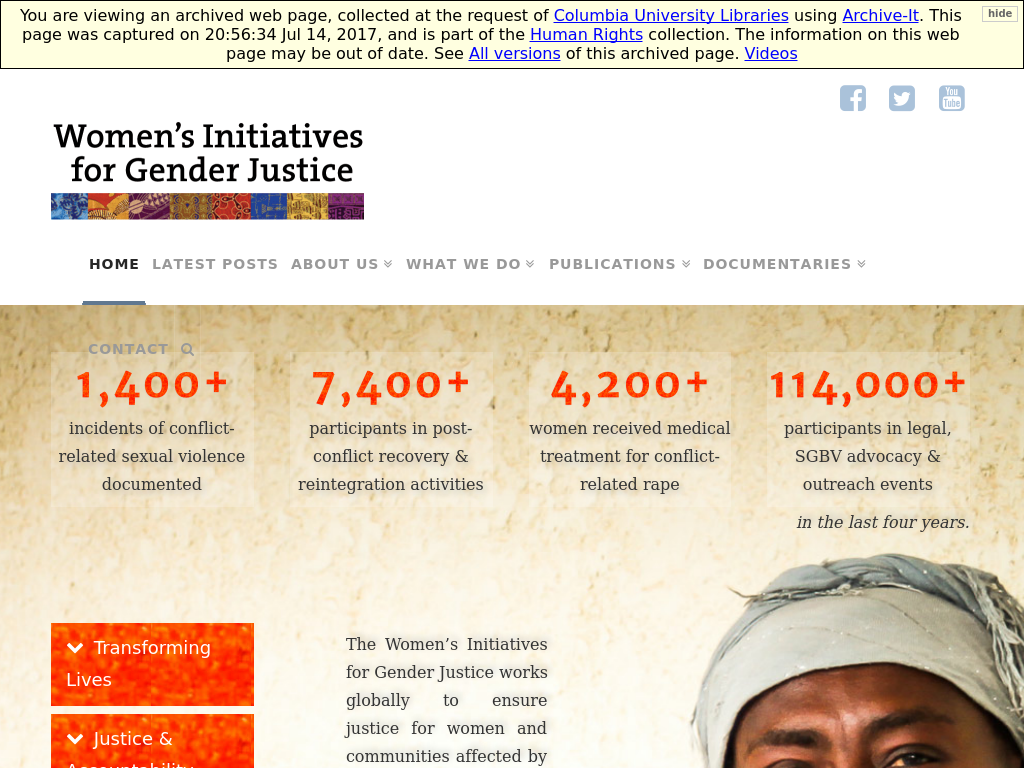 You are viewing an archived web page, collected at the request of Columbia University Libraries using Archive-It. This
page was captured on 20:56:34 Jul 14, 2017, and is part of the Human Rights collection. The information on this web
page may be out of date. See All versions of this archived page. Videos
hide
You
Tube
Women's Initiatives
for Gender Justice
HOME LATEST POSTS ABOUT US WHAT WE DO PUBLICATIONS DOCUMENTARIES
CONTACT
1,400+
incidents of conflict-
related sexual violence
documented
7,400+
participants in post-
conflict recovery &
reintegration activities
4,200+
women received medical
treatment for conflict-
related rape
114,000+
participants in legal,
SGBV advocacy &
outreach events
in the last four years.
Transforming
Lives
Justice &
Accountability
The Women's Initiatives
for Gender Justice works
globally to ensure
justice for women and
communities affected by